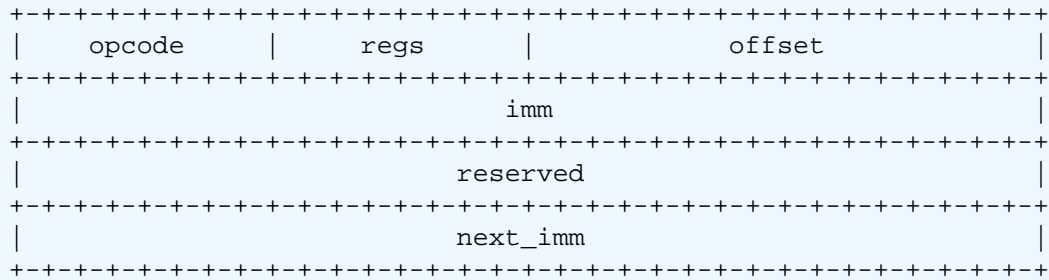 +-+-+-+-+-+-+-+-+-+-+-+-+-+-+-+-+-+-+-+-+-+-+-+-+-+-+-+-+-+-+-+-+
|    opcode     |     regs      |            offset             |
+-+-+-+-+-+-+-+-+-+-+-+-+-+-+-+-+-+-+-+-+-+-+-+-+-+-+-+-+-+-+-+-+
|                              imm                              |
+-+-+-+-+-+-+-+-+-+-+-+-+-+-+-+-+-+-+-+-+-+-+-+-+-+-+-+-+-+-+-+-+
|                           reserved                            |
+-+-+-+-+-+-+-+-+-+-+-+-+-+-+-+-+-+-+-+-+-+-+-+-+-+-+-+-+-+-+-+-+
|                           next_imm                            |
+-+-+-+-+-+-+-+-+-+-+-+-+-+-+-+-+-+-+-+-+-+-+-+-+-+-+-+-+-+-+-+-+